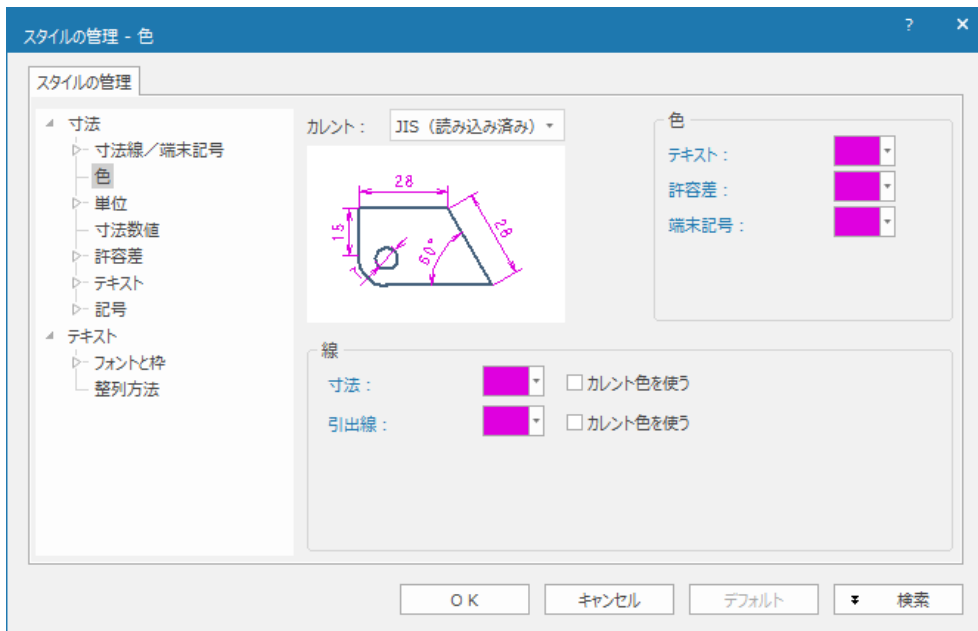 スタイルの管理 - 色
?
スタイルの管理
寸法
寸法線／端末記号
色
単位
寸法数値
許容差
テキスト
記号
テキスト
フォントと枠
整列方法
カレント： JIS（読み込み済み）
28
15
7
60°
28
色
テキスト：
許容差：
端末記号：
線
寸法： カレント色を使う
引出線： カレント色を使う
OK キャンセル デフォルト 検索